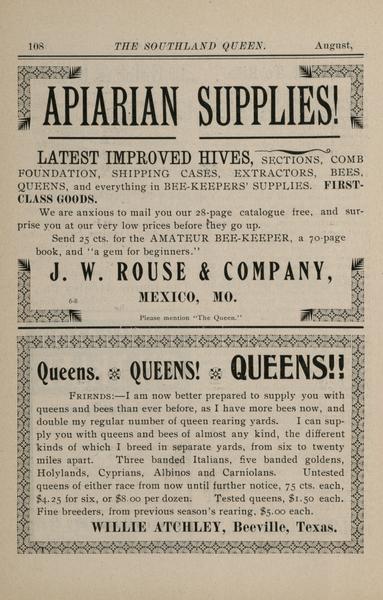 108 THE SOUTHLAND QUEEN. August,
APIARIAN SUPPLIES!
LATEST IMPROVED HIVES, SECTIONS, COMB
FOUNDATION, SHIPPING CASES, EXTRACTORS, BEES,
QUEENS, and everything in BEE-KEEPERS' SUPPLIES. FIRST-
CLASS GOODS.
We are anxious to mail you our 28-page catalogue free, and sur-
prise you at our very low prices before they go up.
Send 25 cts. for the AMATEUR BEE-KEEPER, a 70-page
book, and "a gem for beginners."
J. W. ROUSE & COMPANY,
6-8 MEXICO, MO.
Please mention "The Queen."
Queens. QUEENS! QUEENS!!
FRIENDS:—I am now better prepared to supply you with
queens and bees than ever before, as I have more bees now, and
double my regular number of queen rearing yards. I can sup-
ply you with queens and bees of almost any kind, the different
kinds of which I breed in separate yards, from six to twenty
miles apart. Three banded Italians, five banded goldens,
Holylands, Cyprians, Albinos and Carniolans. Untested
queens of either race from now until further notice, 75 cts. each,
$4.25 for six, or $8.00 per dozen. Tested queens, $1.50 each.
Fine breeders, from previous season's rearing, $5.00 each.
WILLIE ATCHLEY, Beeville, Texas.